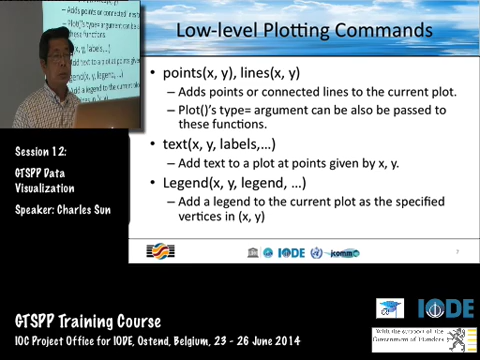 Low-level Plotting Commands
• points(x, y), lines(x, y)
– Adds points or connected lines to the current plot.
– Plot()'s type= argument can be also be passed to
these functions.
• text(x, y, labels,…)
– Add text to a plot at points given by x, y.
• Legend(x, y, legend, …)
– Add a legend to the current plot as the specified
vertices in (x, y)
IODE
jcomm
7
Session 12:
GTSPP Data
Visualization
Speaker: Charles Sun
GTSPP Training Course
IOC Project Office for IODE, Ostend, Belgium, 23 - 26 June 2014
IODE
With the support of the
Government of Flanders